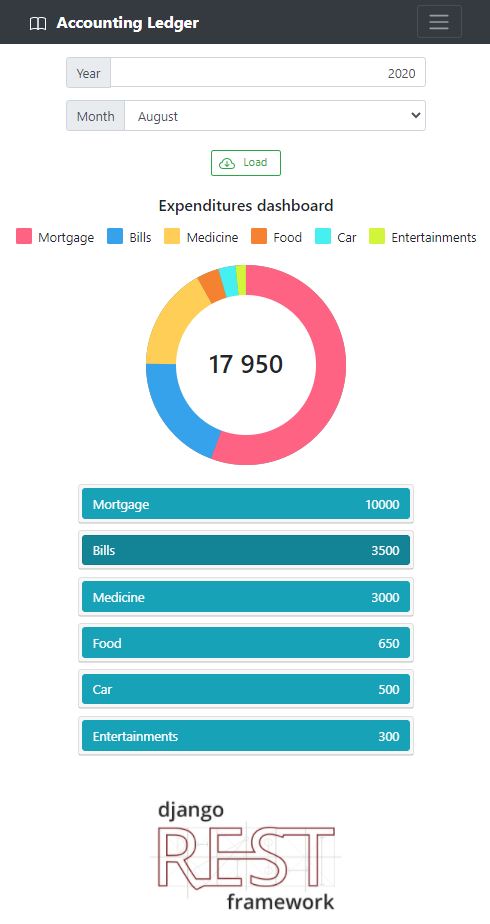 Accounting Ledger
Year 2020
Month August
Load
Expenditures dashboard
Mortgage Bills Medicine Food Car Entertainments
17 950
Mortgage 10000
Bills 3500
Medicine 3000
Food 650
Car 500
Entertainments 300
django
REST
framework